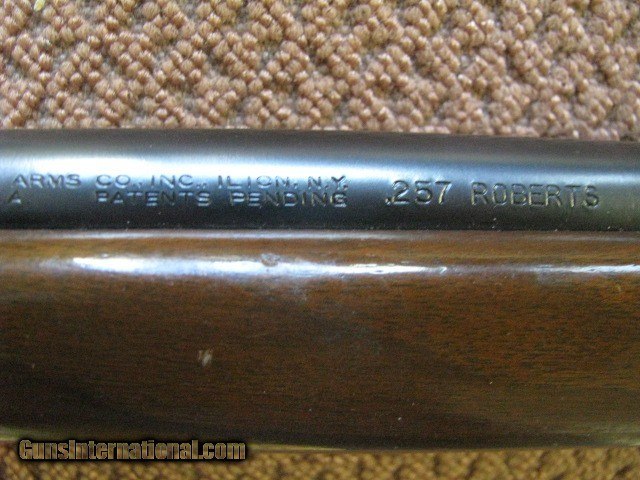 ARMS CO. INC., ILION, N.Y. .257 ROBERTS
A PATENTS PENDING
GunsInternational.com